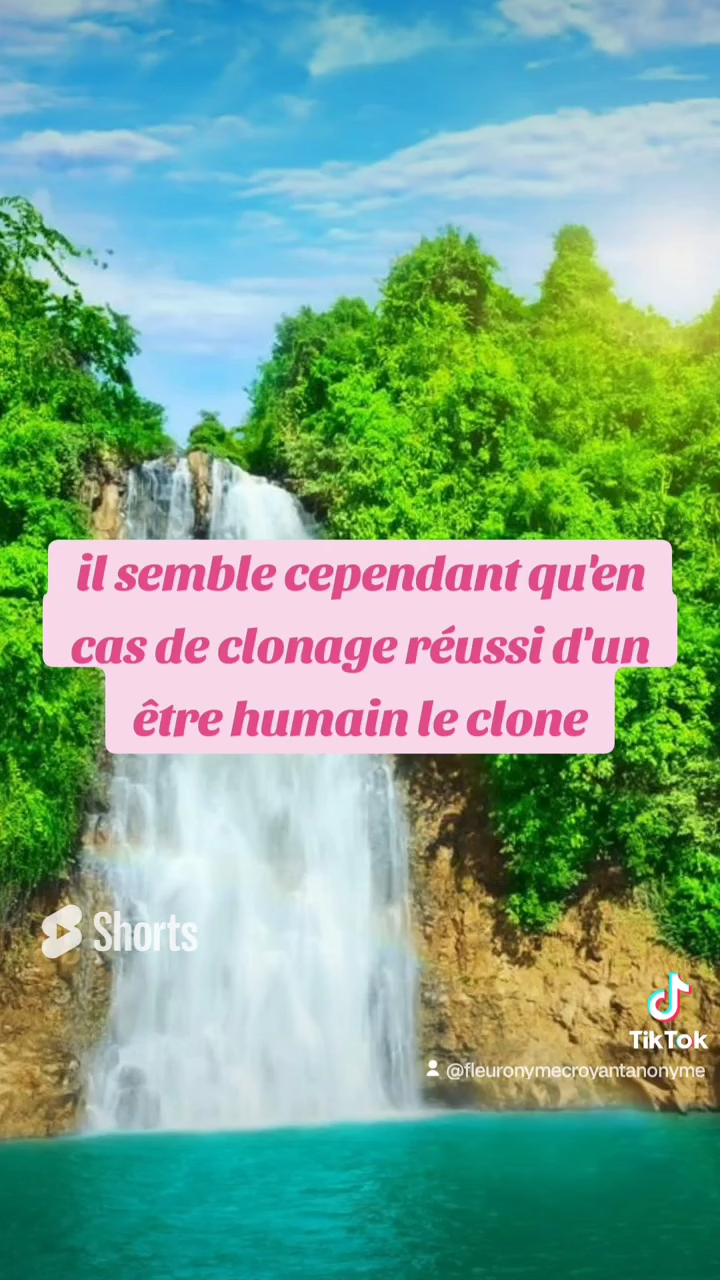 il semble cependant qu'en
cas de clonage réussi d'un
être humain le clone
Shorts
TikTok
@fleuronymecroyantanonyme